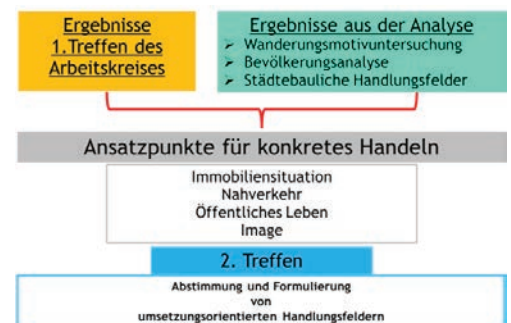 Ergebnisse
1.Treffen des
Arbeitskreises
Ergebnisse aus der Analyse
➢ Wanderungsmotivuntersuchung
➢ Bevölkerungsanalyse
➢ Städtebauliche Handlungsfelder
Ansatzpunkte für konkretes Handeln
Immobiliensituation
Nahverkehr
Öffentliches Leben
Image
2. Treffen
Abstimmung und Formulierung
von
umsetzungsorientierten Handlungsfeldern